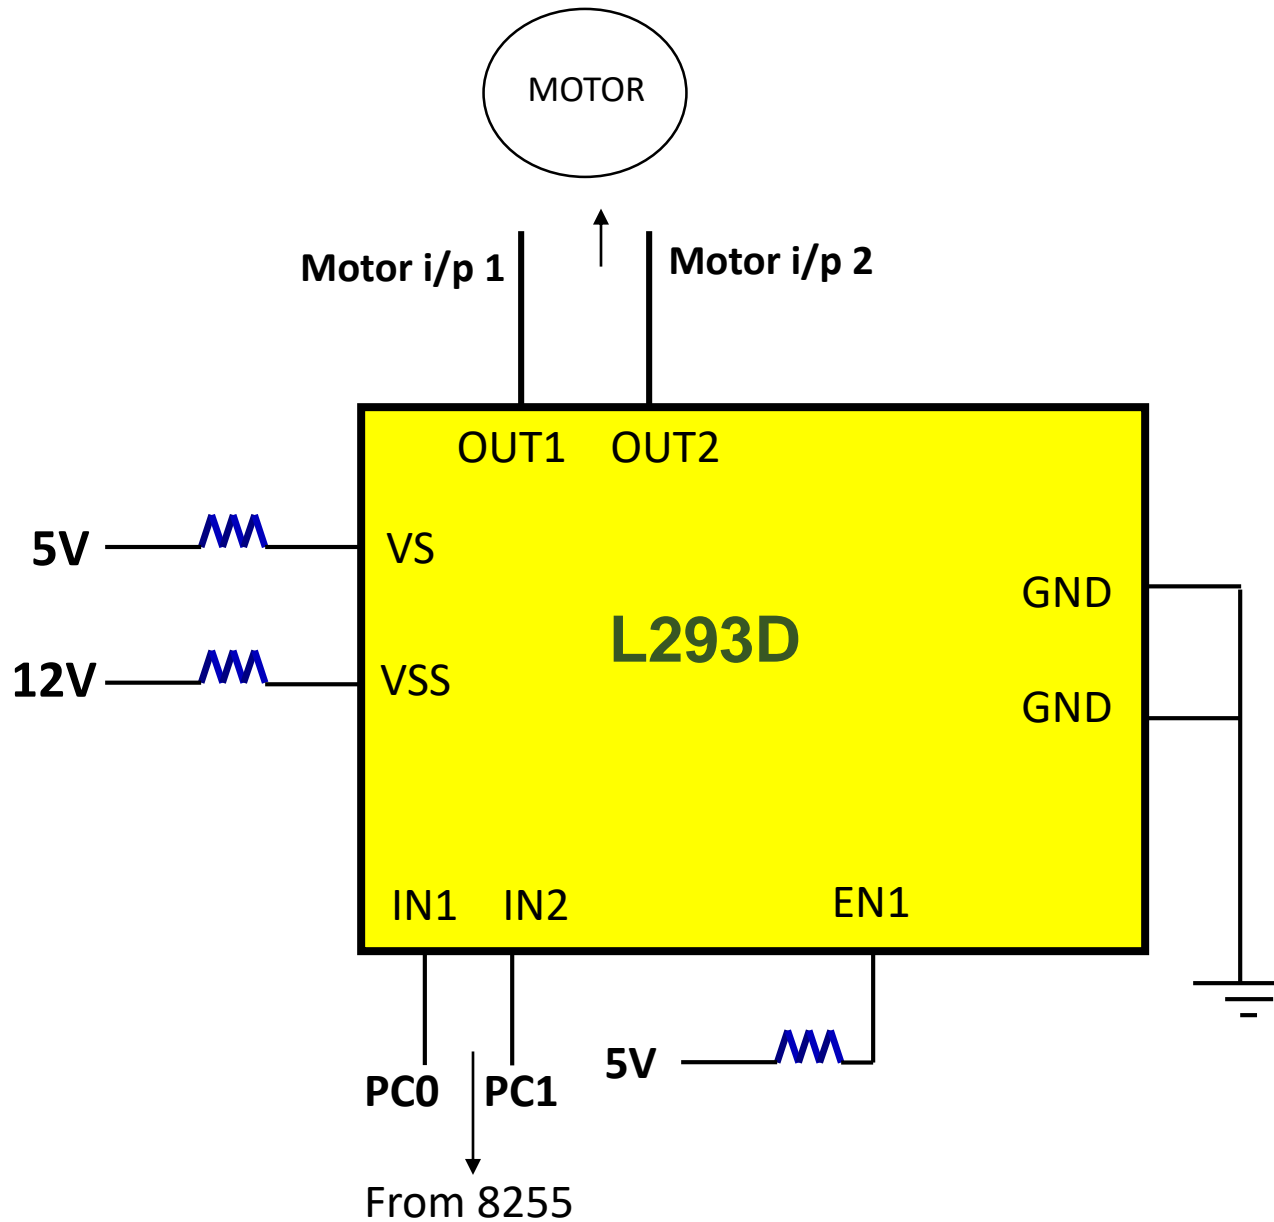 MOTOR
Motor i/p 1
Motor i/p 2
OUT1
OUT2
5V
VS
GND
L293D
12V
VSS
GND
IN1
IN2
EN1
5V
PC0
PC1
From 8255